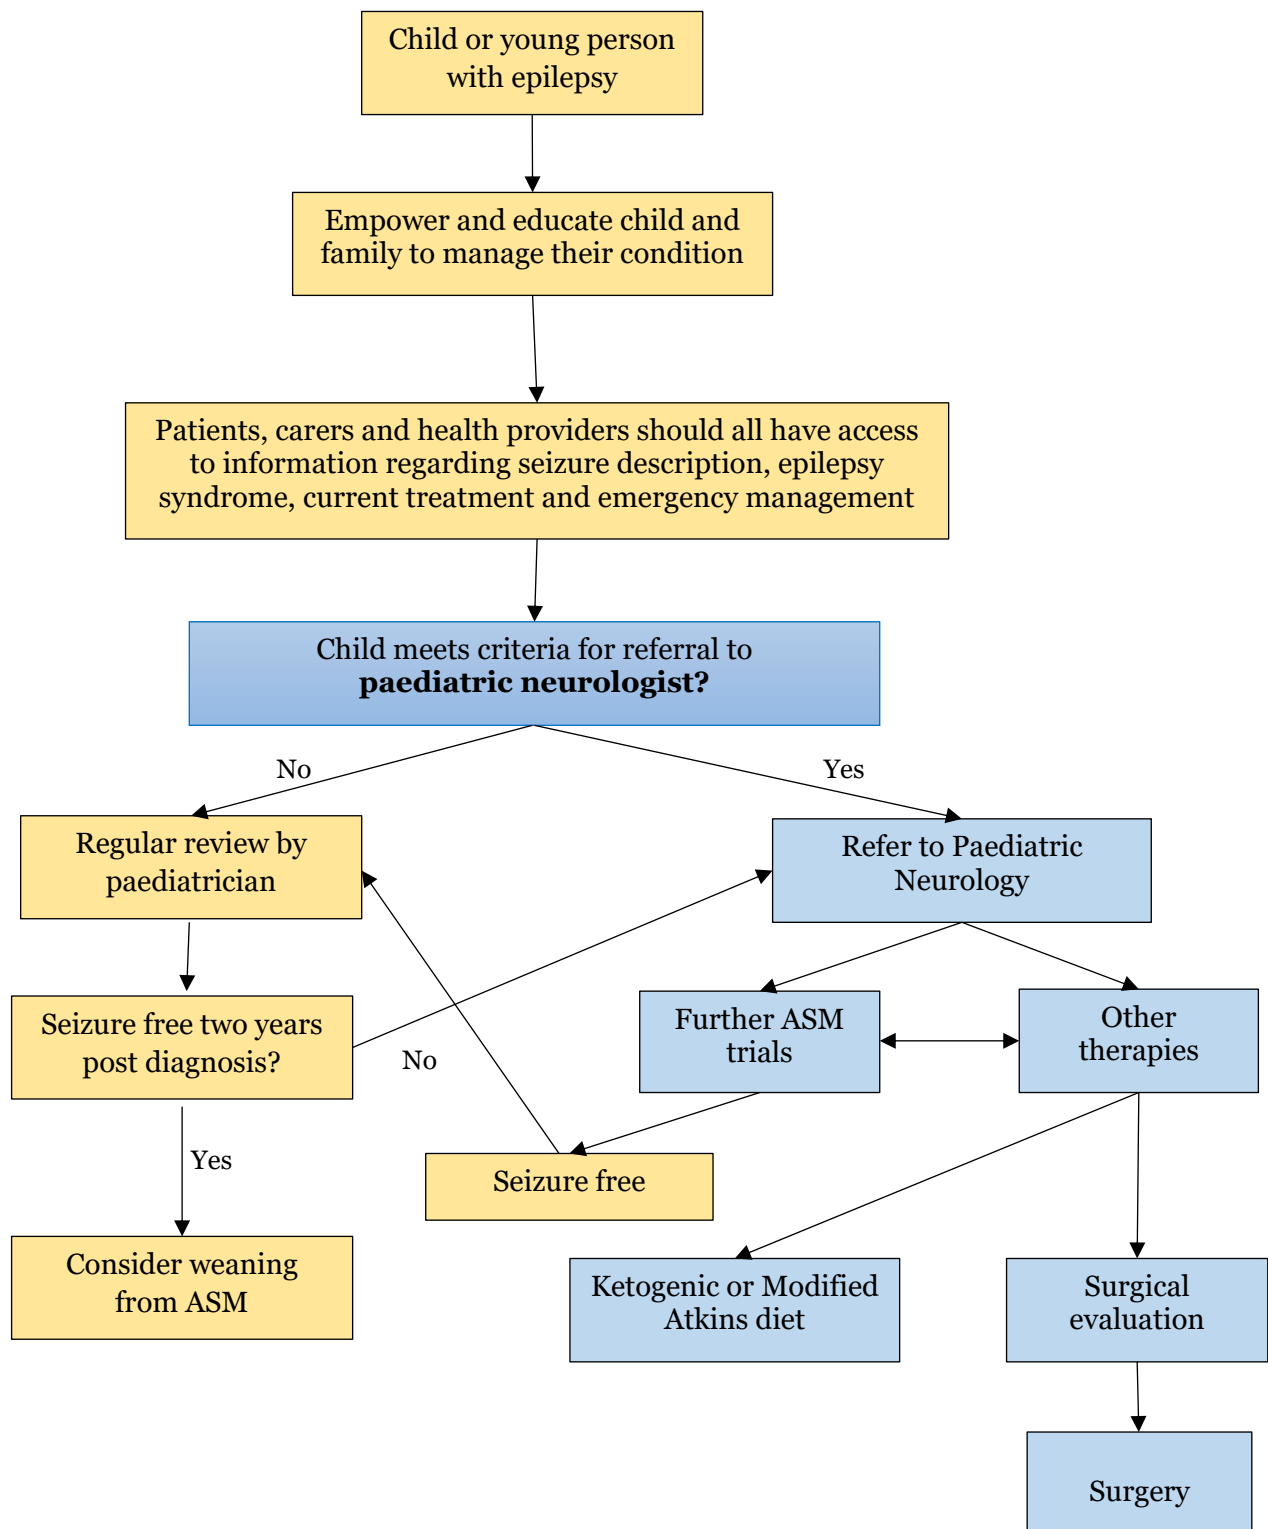 Child or young person
with epilepsy
Empower and educate child and
family to manage their condition
Patients, carers and health providers should all have access
to information regarding seizure description, epilepsy
syndrome, current treatment and emergency management
Child meets criteria for referral to
paediatric neurologist?
No
Yes
Regular review by
paediatrician
Refer to Paediatric
Neurology
Seizure free two years
post diagnosis?
No
Further ASM
trials
Other
therapies
Yes
Seizure free
Consider weaning
from ASM
Ketogenic or Modified
Atkins diet
Surgical
evaluation
Surgery